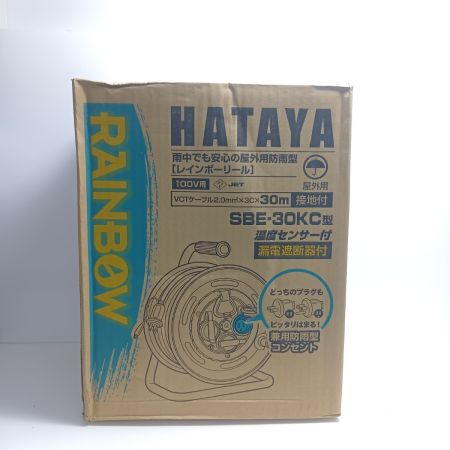 RAINBOW
HATAYA
雨中でも安心の屋外用防雨型
[レインボーリール]
100V用
JET
屋外用
VCTケーブル2.0mm²×3C×30m 接地付
SBE-30KC型
温度センサー付
漏電遮断器付
どっちのプラグも
ピッタリはまる!
兼用防雨型
コンセント